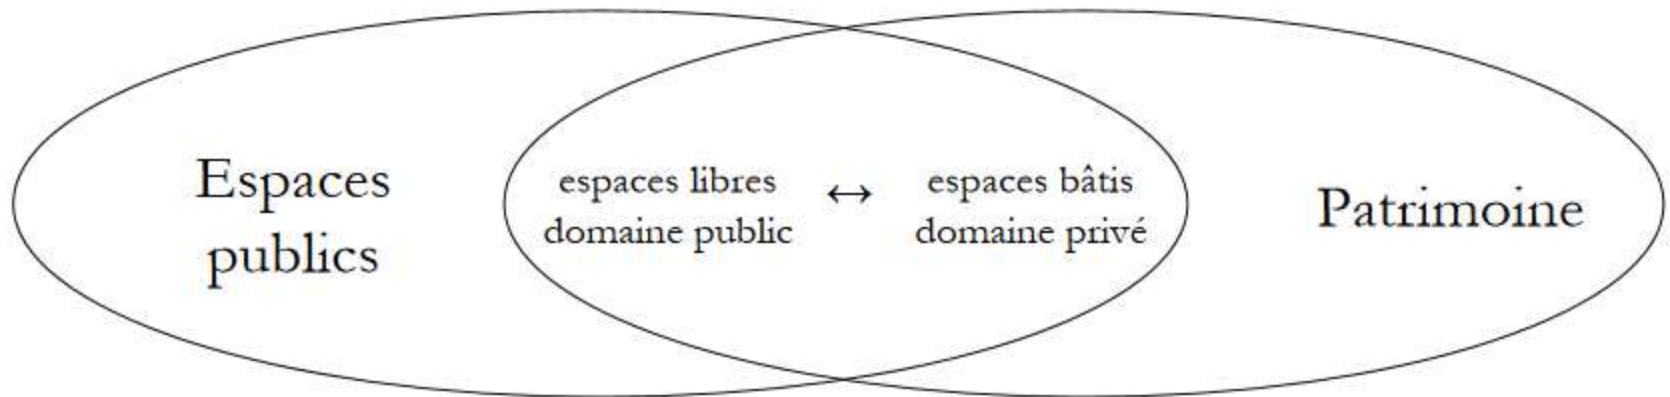 Espaces
publics
espaces libres ↔ espaces bâtis
domaine public domaine privé
Patrimoine